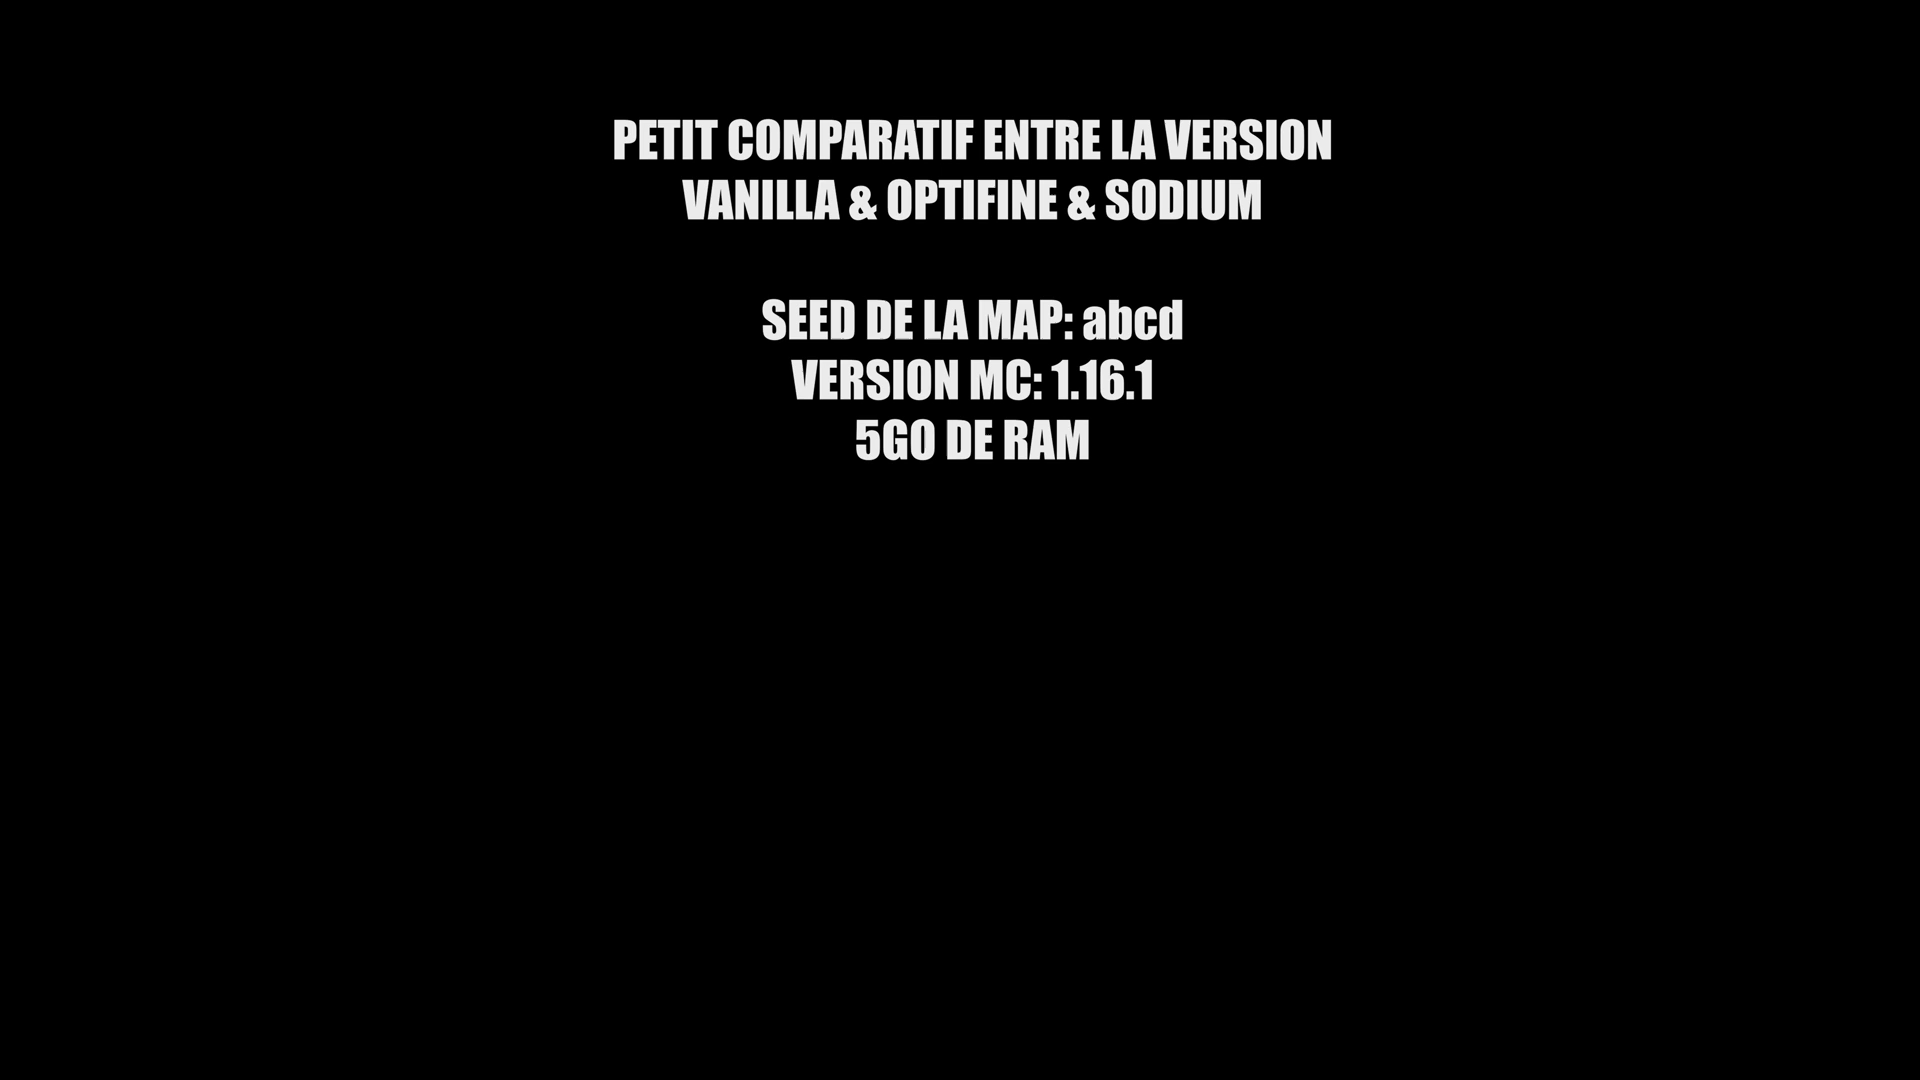 PETIT COMPARATIF ENTRE LA VERSION
VANILLA & OPTIFINE & SODIUM
SEED DE LA MAP: abcd
VERSION MC: 1.16.1
5GO DE RAM